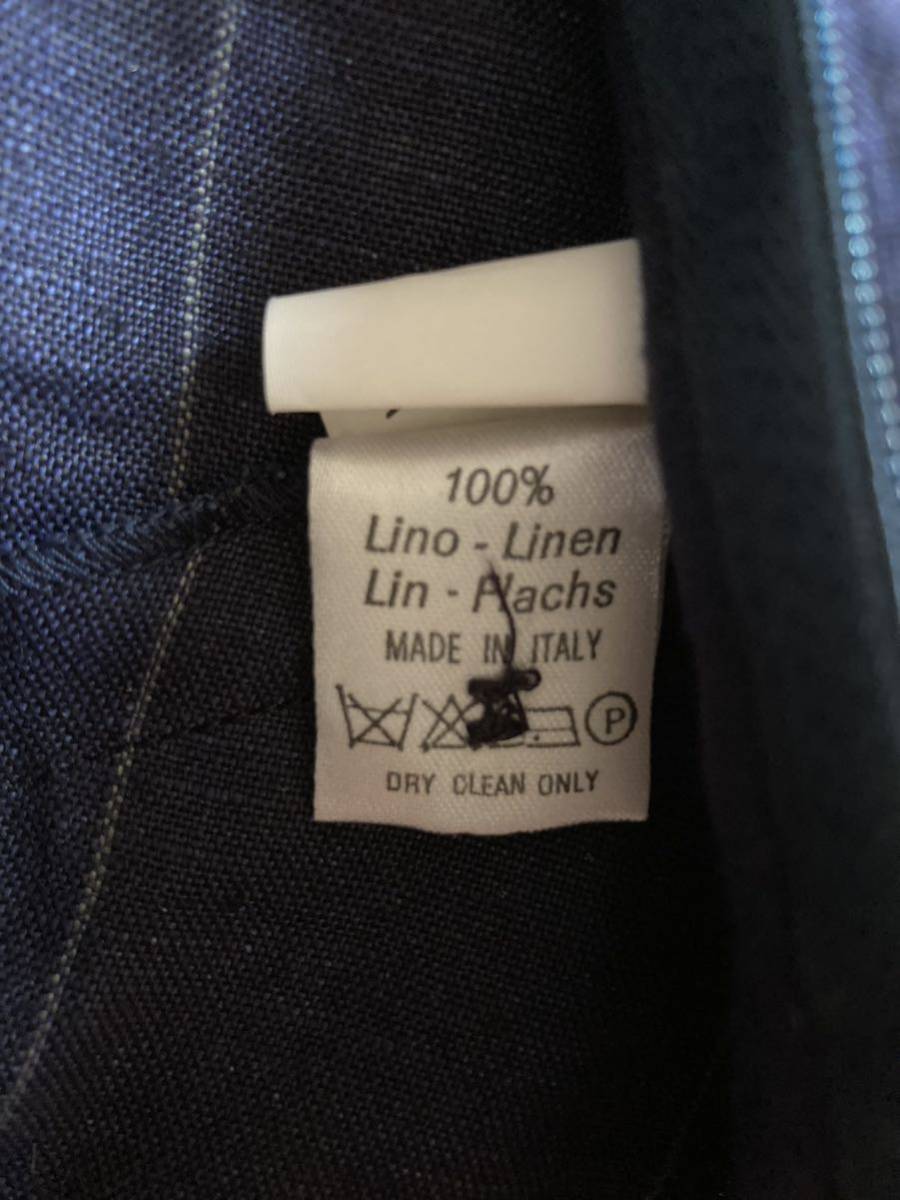 100%
Lino - Linen
Lin - Flachs
MADE IN ITALY
P
DRY CLEAN ONLY